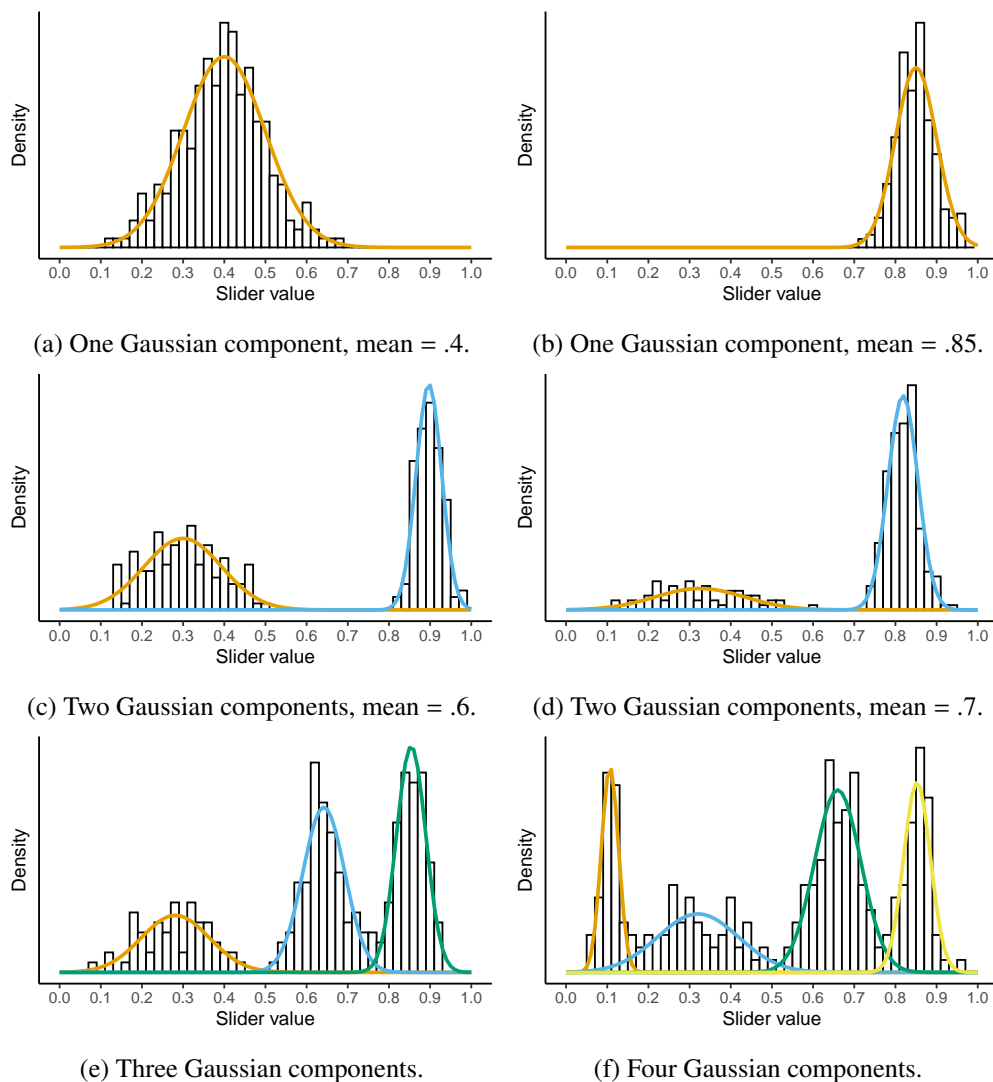 Density
0.0 0.1 0.2 0.3 0.4 0.5 0.6 0.7 0.8 0.9 1.0
Slider value
(a) One Gaussian component, mean = .4.
Density
0.0 0.1 0.2 0.3 0.4 0.5 0.6 0.7 0.8 0.9 1.0
Slider value
(b) One Gaussian component, mean = .85.
Density
0.0 0.1 0.2 0.3 0.4 0.5 0.6 0.7 0.8 0.9 1.0
Slider value
(c) Two Gaussian components, mean = .6.
Density
0.0 0.1 0.2 0.3 0.4 0.5 0.6 0.7 0.8 0.9 1.0
Slider value
(d) Two Gaussian components, mean = .7.
Density
0.0 0.1 0.2 0.3 0.4 0.5 0.6 0.7 0.8 0.9 1.0
Slider value
(e) Three Gaussian components.
Density
0.0 0.1 0.2 0.3 0.4 0.5 0.6 0.7 0.8 0.9 1.0
Slider value
(f) Four Gaussian components.